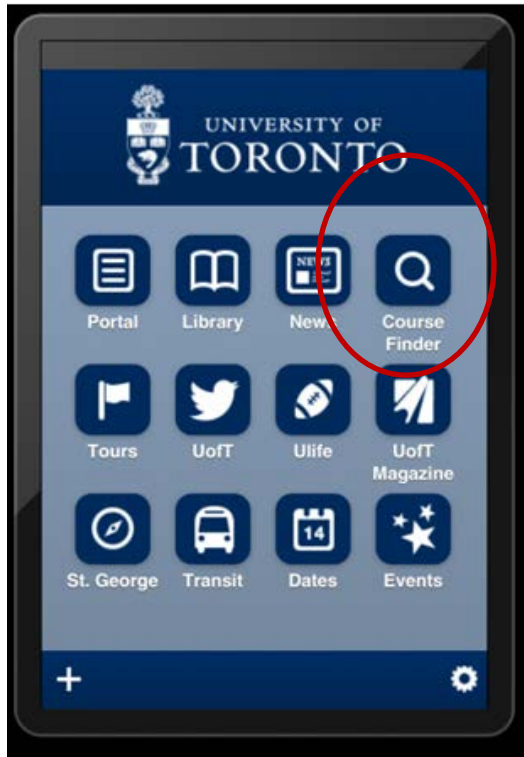 UNIVERSITY OF
TORONTO
NEWS
Portal
Library
News
Course
Finder
Tours
UofT
Ulife
UofT
Magazine
14
St. George
Transit
Dates
Events